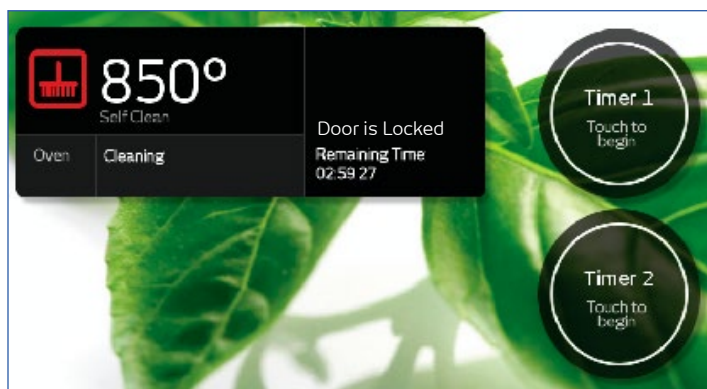 850°
Self Clean
Oven
Cleaning
Door is Locked
Remaining Time
02:59 27
Timer 1
Touch to
begin
Timer 2
Touch to
begin